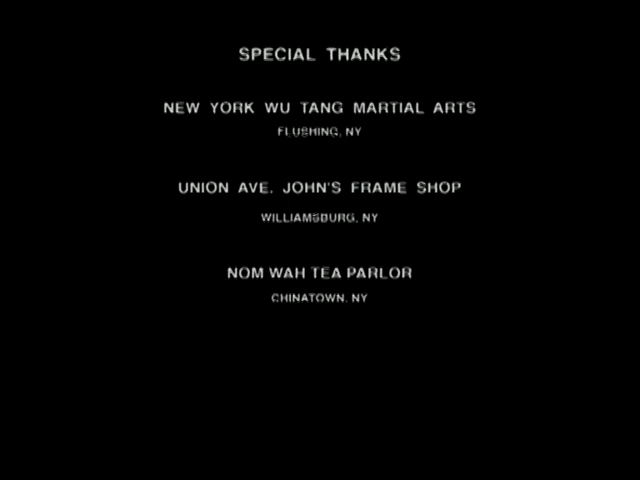 SPECIAL THANKS
NEW YORK WU TANG MARTIAL ARTS
FLUSHING, NY
UNION AVE. JOHN'S FRAME SHOP
WILLIAMSBURG, NY
NOM WAH TEA PARLOR
CHINATOWN, NY